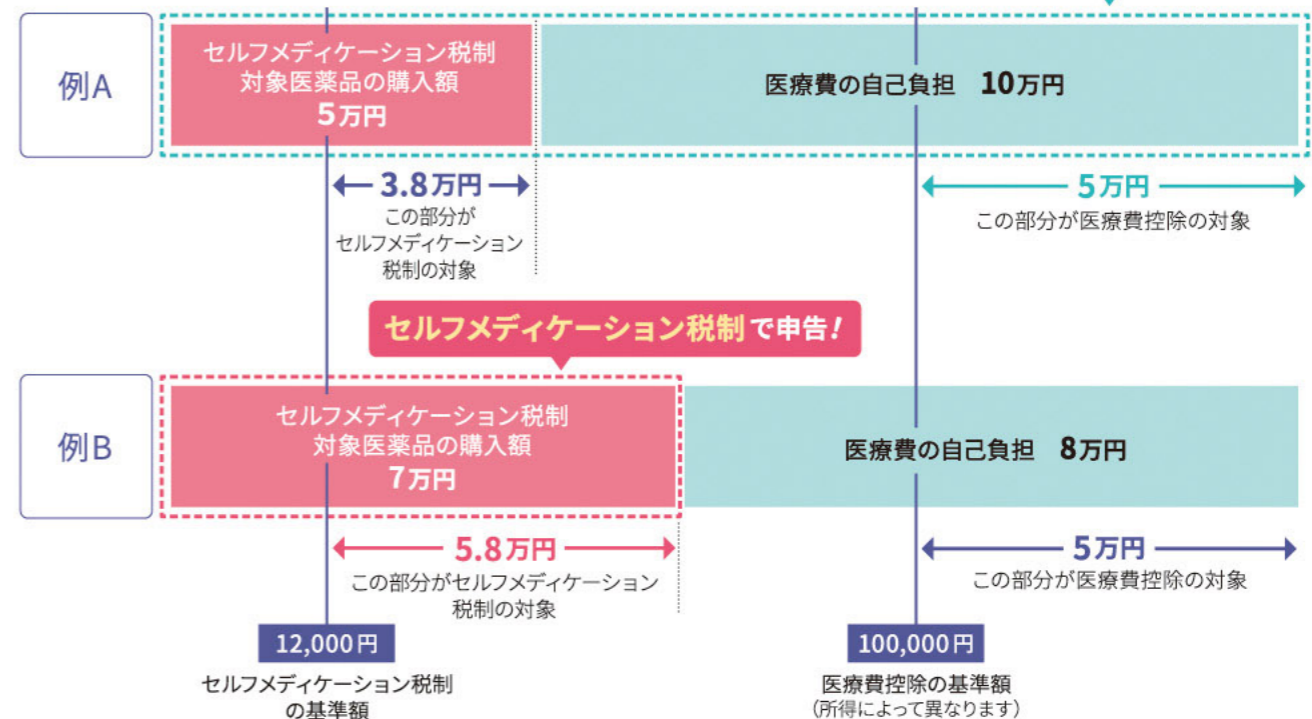 例A
セルフメディケーション税制
対象医薬品の購入額
5万円
医療費の自己負担 10万円
3.8万円
この部分が
セルフメディケーション
税制の対象
5万円
この部分が医療費控除の対象
セルフメディケーション税制で申告!
例B
セルフメディケーション税制
対象医薬品の購入額
7万円
医療費の自己負担 8万円
5.8万円
この部分がセルフメディケーション
税制の対象
5万円
この部分が医療費控除の対象
12,000円
セルフメディケーション税制
の基準額
100,000円
医療費控除の基準額
(所得によって異なります)